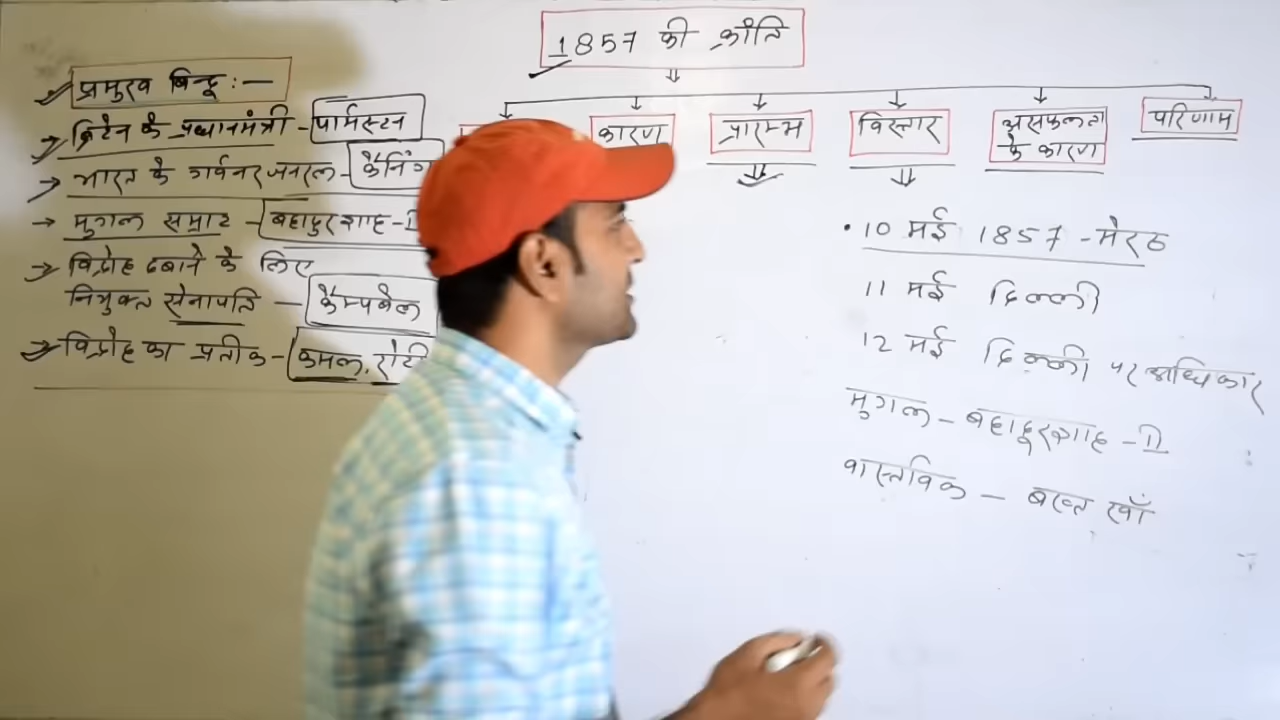 1857 की क्रांति
प्रमुख बिन्दू :—
ब्रिटेन के प्रधानमंत्री - पार्मस्टन
भारत के गर्वनर जनरल - कैनिंग
मुगल सम्राट - बहादुरशाह - II
विद्रोह दबाने के लिए
नियुक्त सेनापति — कैम्पबेल
विद्रोह का प्रतीक - कमल, रोटी
कारण
प्रारम्भ
विस्तार
असफलता
के कारण
परिणाम
10 मई 1857 - मेरठ
11 मई दिल्ली
12 मई दिल्ली पर अधिकार
मुगल - बहादूरशाह - II
वास्तविक - बख्त खाँ